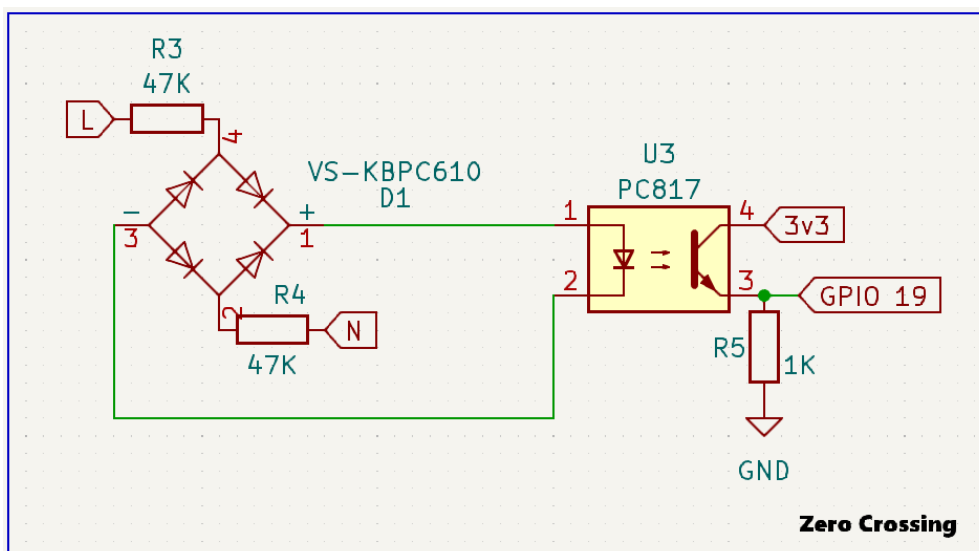 R3
47K
L
4
VS-KBPC610
D1
−
3
+
1
R4
2
N
47K
U3
PC817
1
2
4
3
3v3
GPIO 19
R5
1K
GND
Zero Crossing